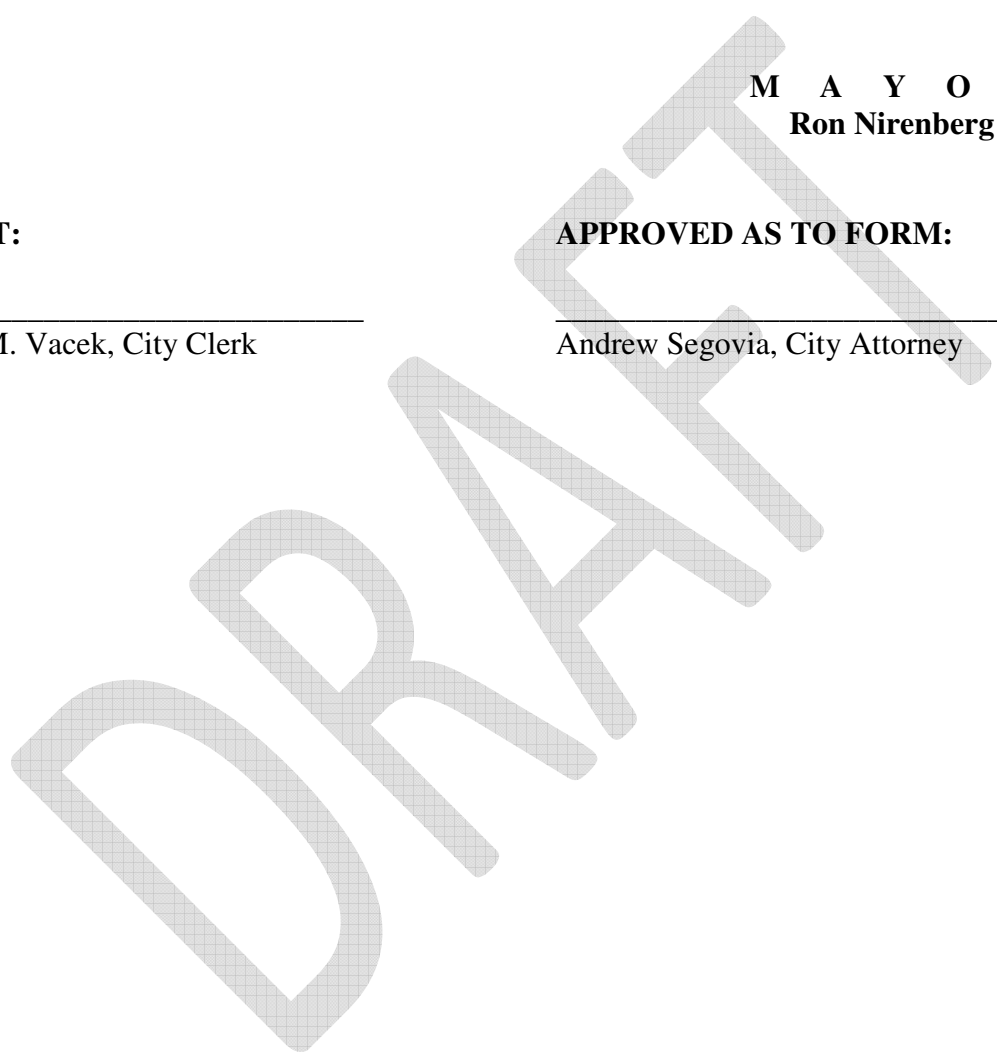 M A Y O
Ron Nirenberg
T: APPROVED AS TO FORM:
M. Vacek, City Clerk Andrew Segovia, City Attorney
DRAFT